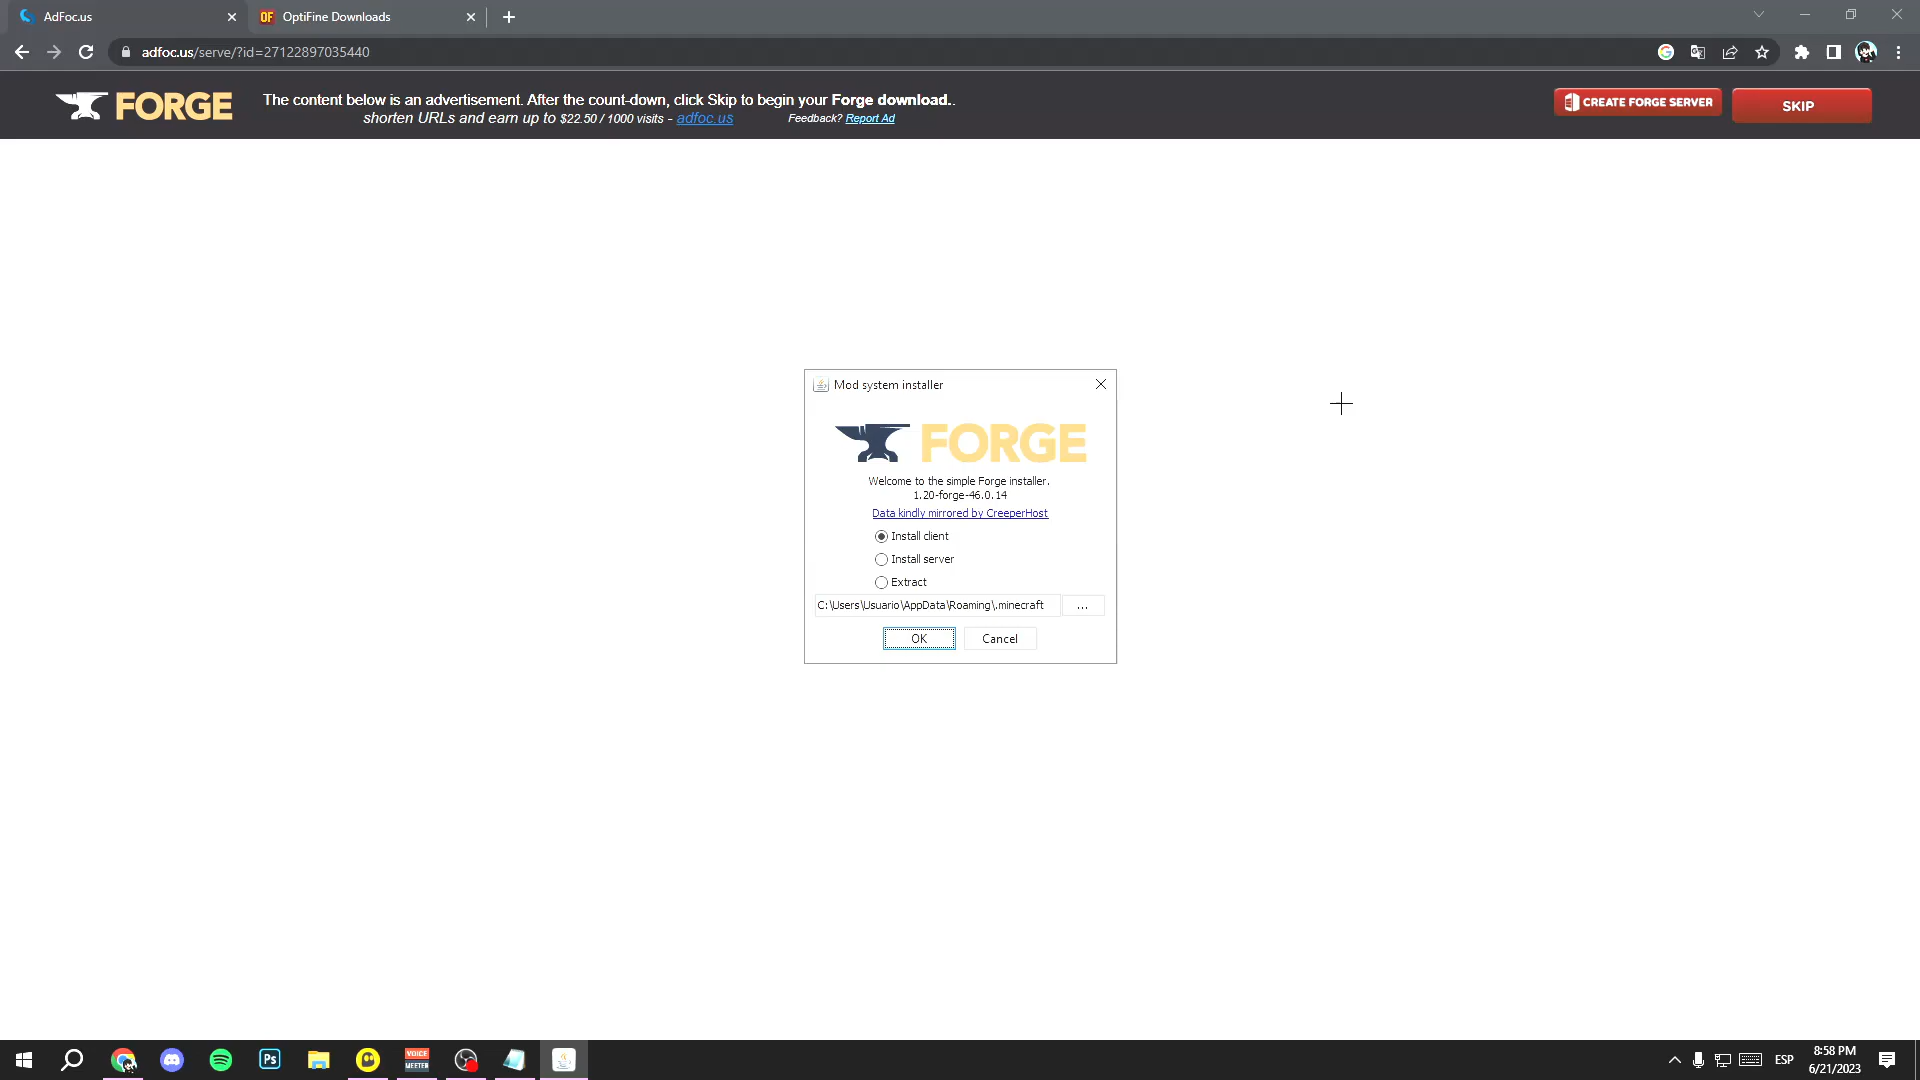 AdFoc.us
OF OptiFine Downloads
adfoc.us/serve/?id=27122897035440
FORGE
The content below is an advertisement. After the count-down, click Skip to begin your Forge download..
shorten URLs and earn up to $22.50 / 1000 visits - adfoc.us
Feedback? Report Ad
CREATE FORGE SERVER
SKIP
Mod system installer
FORGE
Welcome to the simple Forge installer.
1.20-forge-46.0.14
Data kindly mirrored by CreeperHost
Install client
Install server
Extract
C:\Users\Usuario\AppData\Roaming\.minecraft
...
OK
Cancel
Ps
VOICE
MEETER
ESP
8:58 PM
6/21/2023